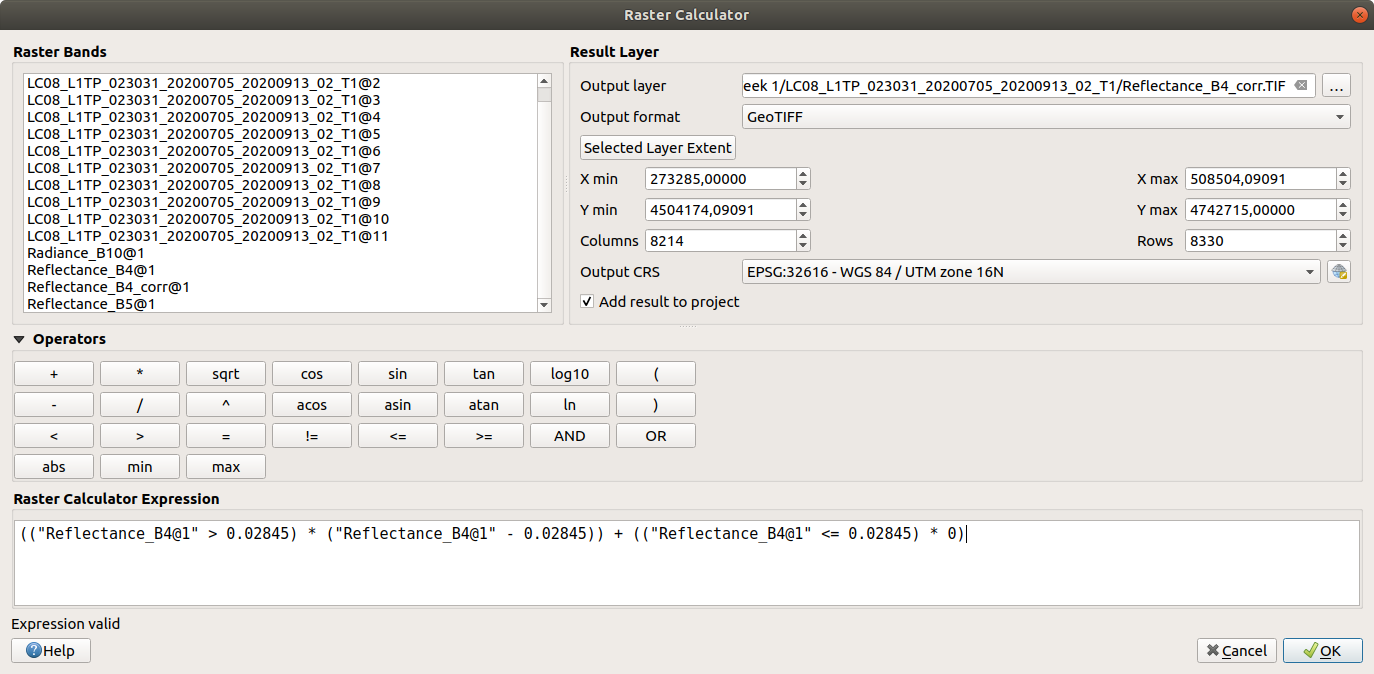 Raster Calculator
Raster Bands
LC08_L1TP_023031_20200705_20200913_02_T1@2
LC08_L1TP_023031_20200705_20200913_02_T1@3
LC08_L1TP_023031_20200705_20200913_02_T1@4
LC08_L1TP_023031_20200705_20200913_02_T1@5
LC08_L1TP_023031_20200705_20200913_02_T1@6
LC08_L1TP_023031_20200705_20200913_02_T1@7
LC08_L1TP_023031_20200705_20200913_02_T1@8
LC08_L1TP_023031_20200705_20200913_02_T1@9
LC08_L1TP_023031_20200705_20200913_02_T1@10
LC08_L1TP_023031_20200705_20200913_02_T1@11
Radiance_B10@1
Reflectance_B4@1
Reflectance_B4_corr@1
Reflectance_B5@1
Result Layer
Output layer eek 1/LC08_L1TP_023031_20200705_20200913_02_T1/Reflectance_B4_corr.TIF ...
Output format GeoTIFF
Selected Layer Extent
X min 273285,00000 X max 508504,09091
Y min 4504174,09091 Y max 4742715,00000
Columns 8214 Rows 8330
Output CRS EPSG:32616 - WGS 84 / UTM zone 16N
Add result to project
Operators
+ * sqrt cos sin tan log10 (
- / ^ acos asin atan ln )
< > = != <= >= AND OR
abs min max
Raster Calculator Expression
(("Reflectance_B4@1" > 0.02845) * ("Reflectance_B4@1" - 0.02845)) + (("Reflectance_B4@1" <= 0.02845) * 0)
Expression valid
Help Cancel OK